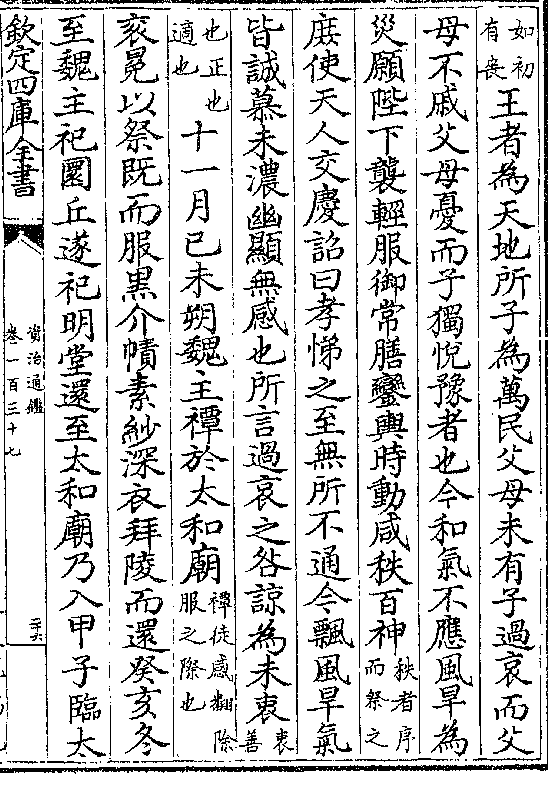 如初有喪王者為天地所子為萬民父母未有子過哀而父
母不戚父母憂而子獨悅豫者也今和氣不應風旱為
災願陛下襲輕服御常膳鑾輿時動咸秩百神秩者序而祭之
庶使天人交慶詔曰孝悌之至無所不通今飄風旱氣
皆誠慕未濃幽顯無感也所言過哀之咎諒為未衷衷善
也正也適也十一月己未朔魏主禫於太和廟禫徒感翻除服之際也
衮冕以祭既而服黒介幘素紗深衣拜陵而還癸亥冬
至魏主祀圜丘遂祀明堂還至太和廟乃入甲子臨太
欽定四庫全書
資治通鑑
卷一百三十七